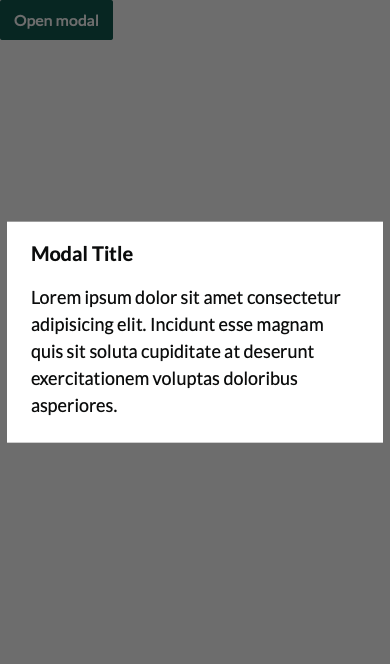 Open modal
Modal Title
Lorem ipsum dolor sit amet consectetur
adipisicing elit. Incidunt esse magnam
quis sit soluta cupiditate at deserunt
exercitationem voluptas doloribus
asperiores.